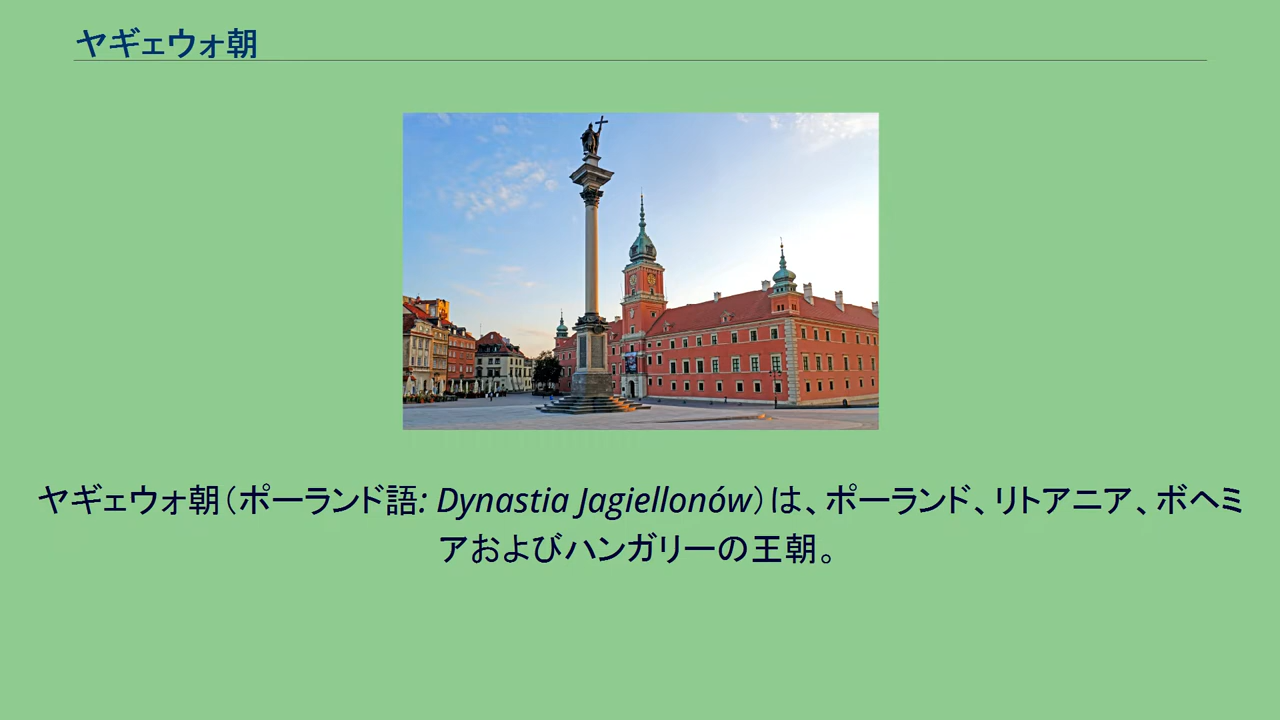 ヤギェウォ朝
ヤギェウォ朝（ポーランド語: Dynastia Jagiellonów）は、ポーランド、リトアニア、ボヘミ
アおよびハンガリーの王朝。